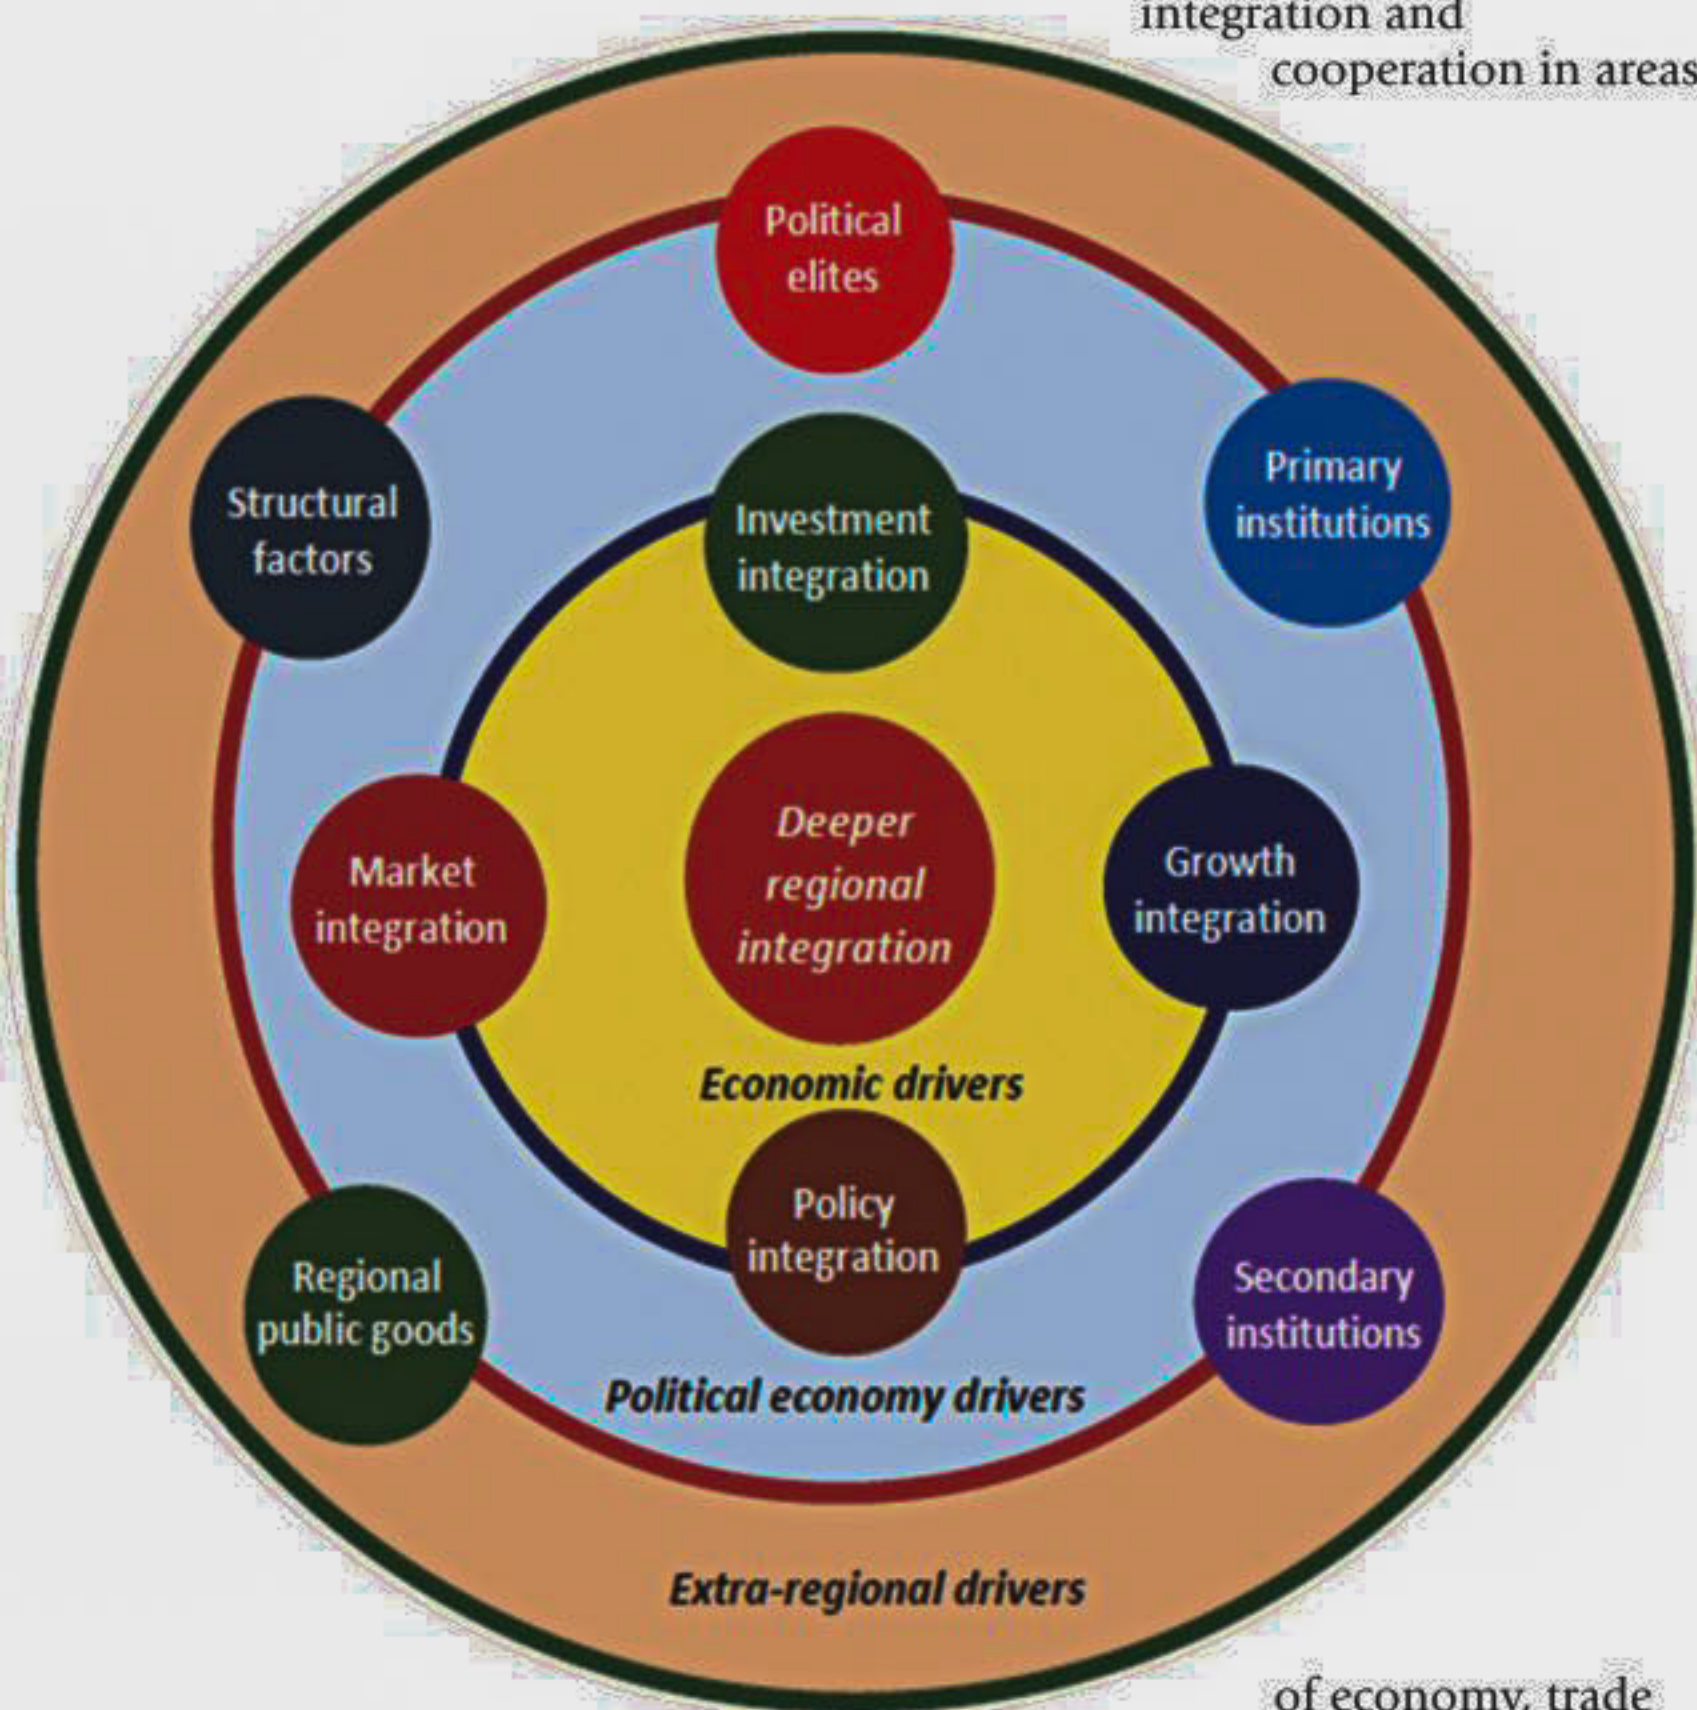 integration and
cooperation in areas
Political
elites
Structural
factors
Primary
institutions
Investment
integration
Deeper
regional
integration
Market
integration
Growth
integration
Economic drivers
Policy
integration
Regional
public goods
Secondary
institutions
Political economy drivers
Extra-regional drivers
of economy, trade